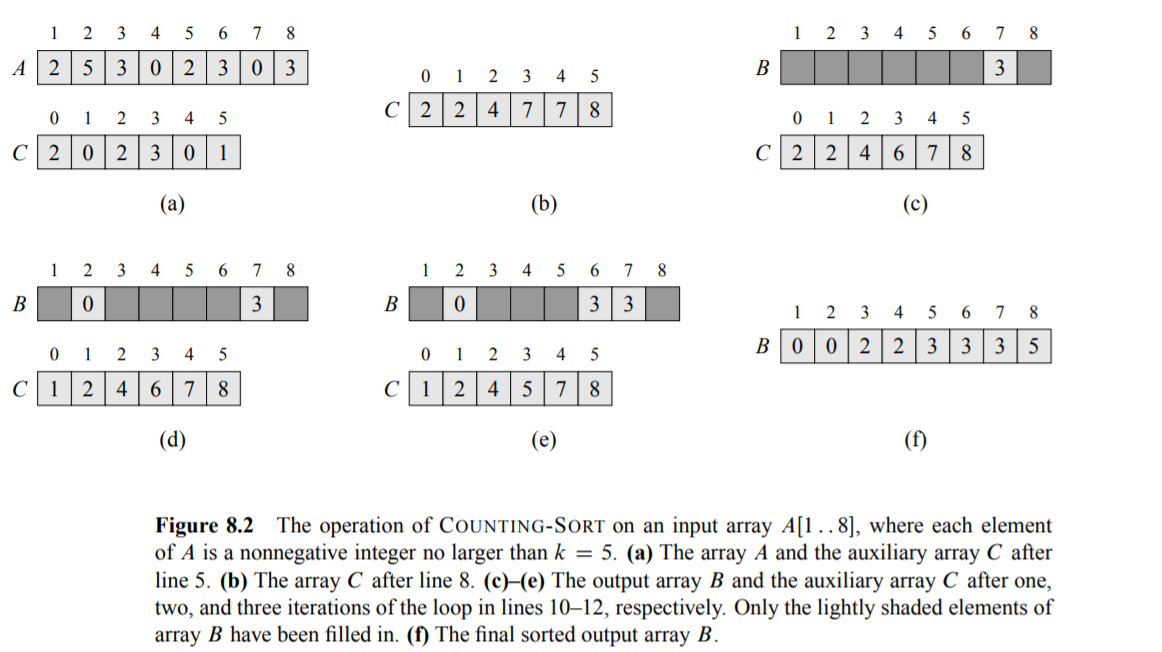 1 2 3 4 5 6 7 8
A 2 5 3 0 2 3 0 3
0 1 2 3 4 5
C 2 0 2 3 0 1
(a)
0 1 2 3 4 5
C 2 2 4 7 7 8
(b)
1 2 3 4 5 6 7 8
B 3
0 1 2 3 4 5
C 2 2 4 6 7 8
(c)
1 2 3 4 5 6 7 8
B 0 3
0 1 2 3 4 5
C 1 2 4 6 7 8
(d)
1 2 3 4 5 6 7 8
B 0 3 3
0 1 2 3 4 5
C 1 2 4 5 7 8
(e)
1 2 3 4 5 6 7 8
B 0 0 2 2 3 3 3 5
(f)
Figure 8.2 The operation of COUNTING-SORT on an input array A[1 . . 8], where each element
of A is a nonnegative integer no larger than k = 5. (a) The array A and the auxiliary array C after
line 5. (b) The array C after line 8. (c)–(e) The output array B and the auxiliary array C after one,
two, and three iterations of the loop in lines 10–12, respectively. Only the lightly shaded elements of
array B have been filled in. (f) The final sorted output array B.